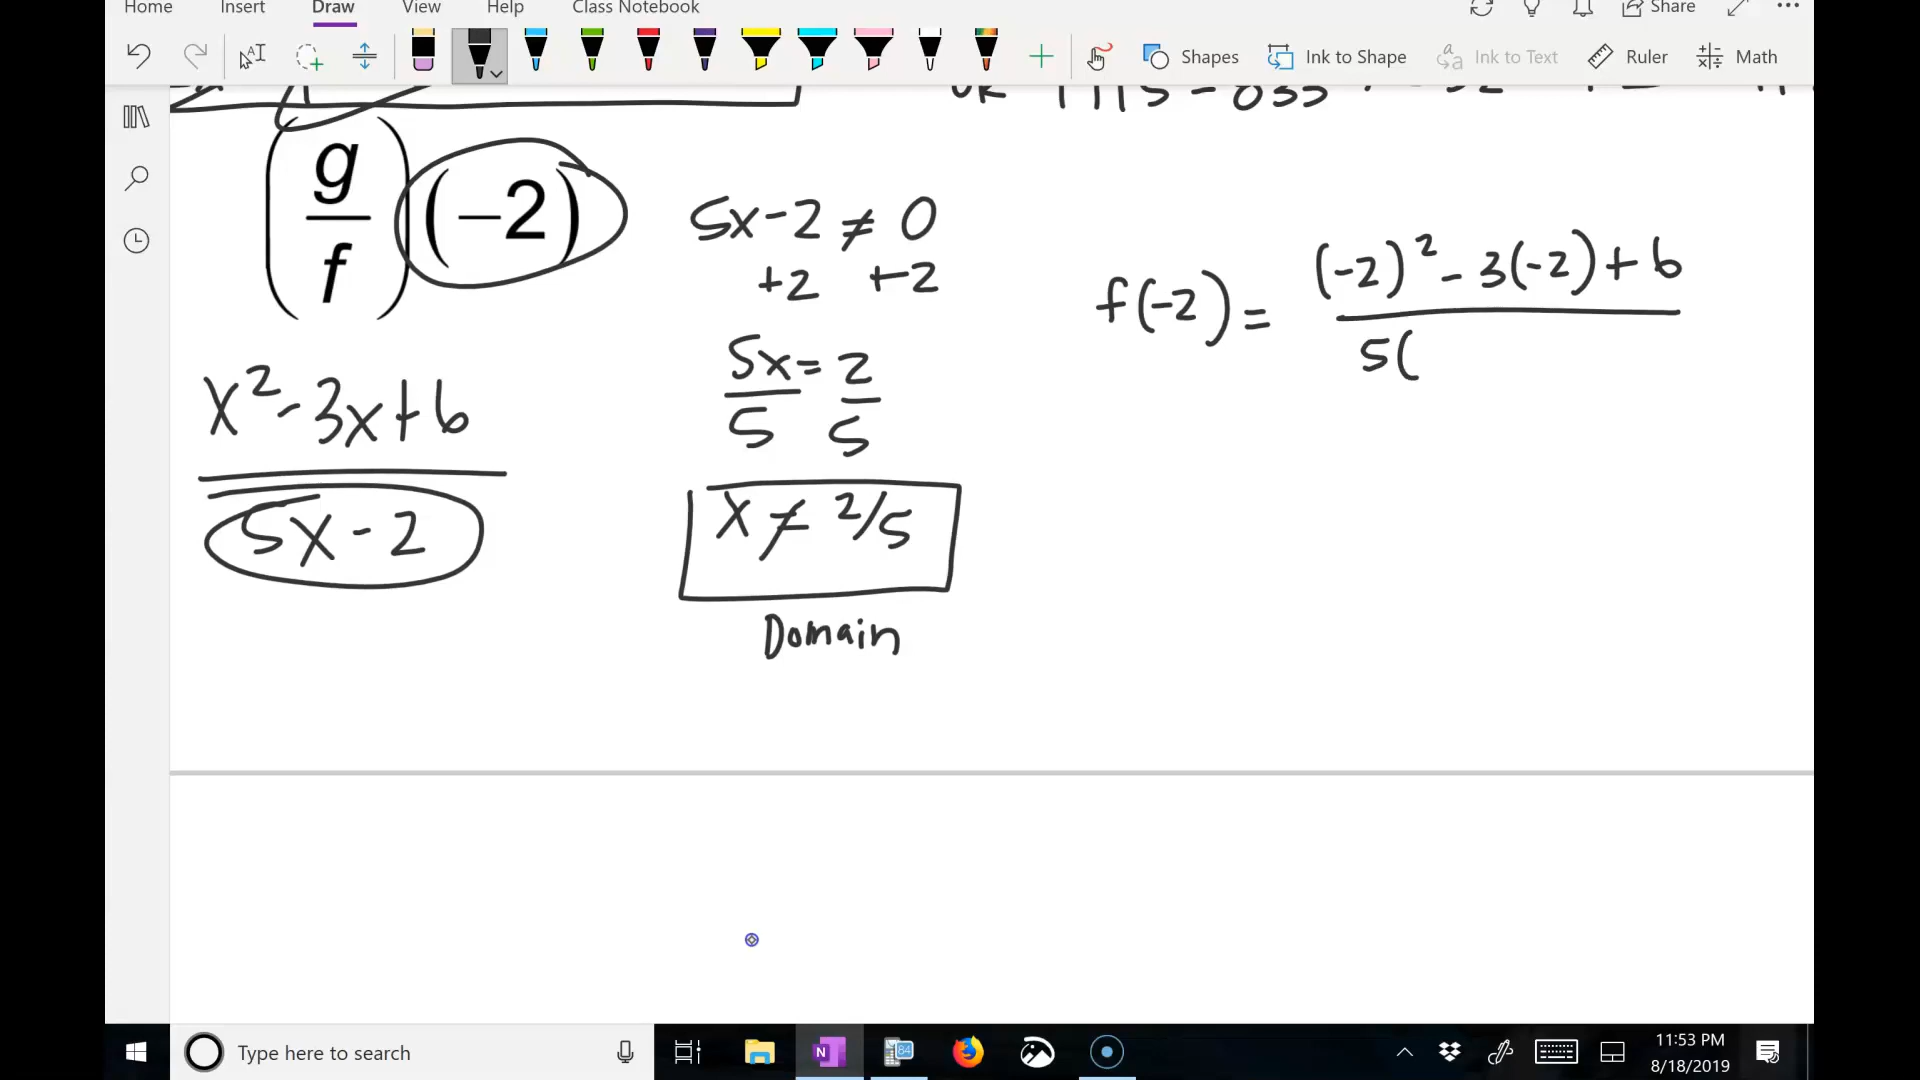 Home Insert Draw View Help Class Notebook Share
Shapes Ink to Shape Ink to Text Ruler Math
(g/f)(−2)
x² - 3x + 6
5x - 2
5x - 2 ≠ 0
+2 +2
5x = 2
5 5
x ≠ 2/5
Domain
f(-2) = (-2)² - 3(-2) + 6
5(
Type here to search
N
84
11:53 PM
8/18/2019